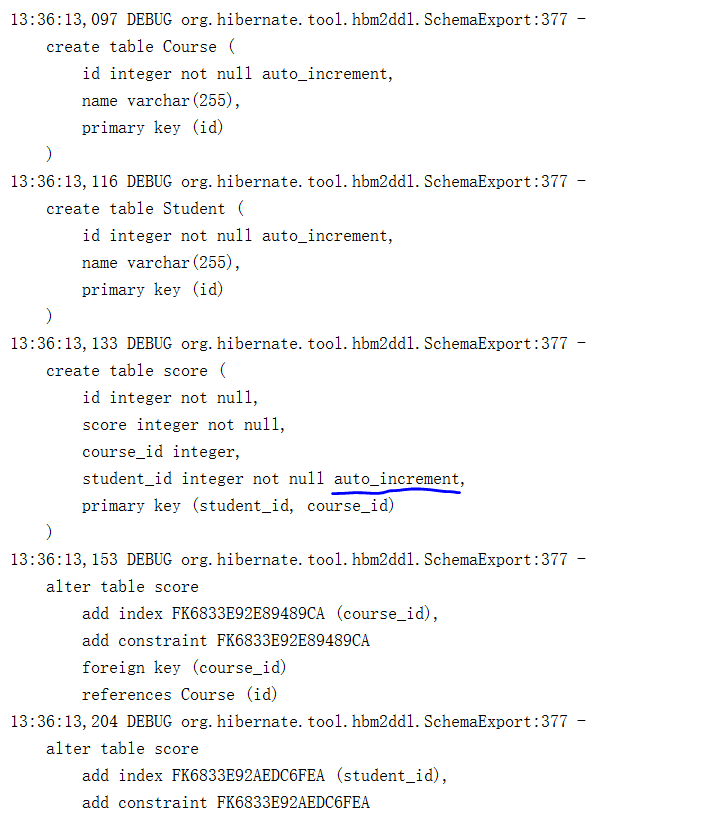 13:36:13,097 DEBUG org.hibernate.tool.hbm2ddl.SchemaExport:377 -
    create table Course (
        id integer not null auto_increment,
        name varchar(255),
        primary key (id)
    )
13:36:13,116 DEBUG org.hibernate.tool.hbm2ddl.SchemaExport:377 -
    create table Student (
        id integer not null auto_increment,
        name varchar(255),
        primary key (id)
    )
13:36:13,133 DEBUG org.hibernate.tool.hbm2ddl.SchemaExport:377 -
    create table score (
        id integer not null,
        score integer not null,
        course_id integer,
        student_id integer not null auto_increment,
        primary key (student_id, course_id)
    )
13:36:13,153 DEBUG org.hibernate.tool.hbm2ddl.SchemaExport:377 -
    alter table score
        add index FK6833E92E89489CA (course_id),
        add constraint FK6833E92E89489CA
        foreign key (course_id)
        references Course (id)
13:36:13,204 DEBUG org.hibernate.tool.hbm2ddl.SchemaExport:377 -
    alter table score
        add index FK6833E92AEDC6FEA (student_id),
        add constraint FK6833E92AEDC6FEA